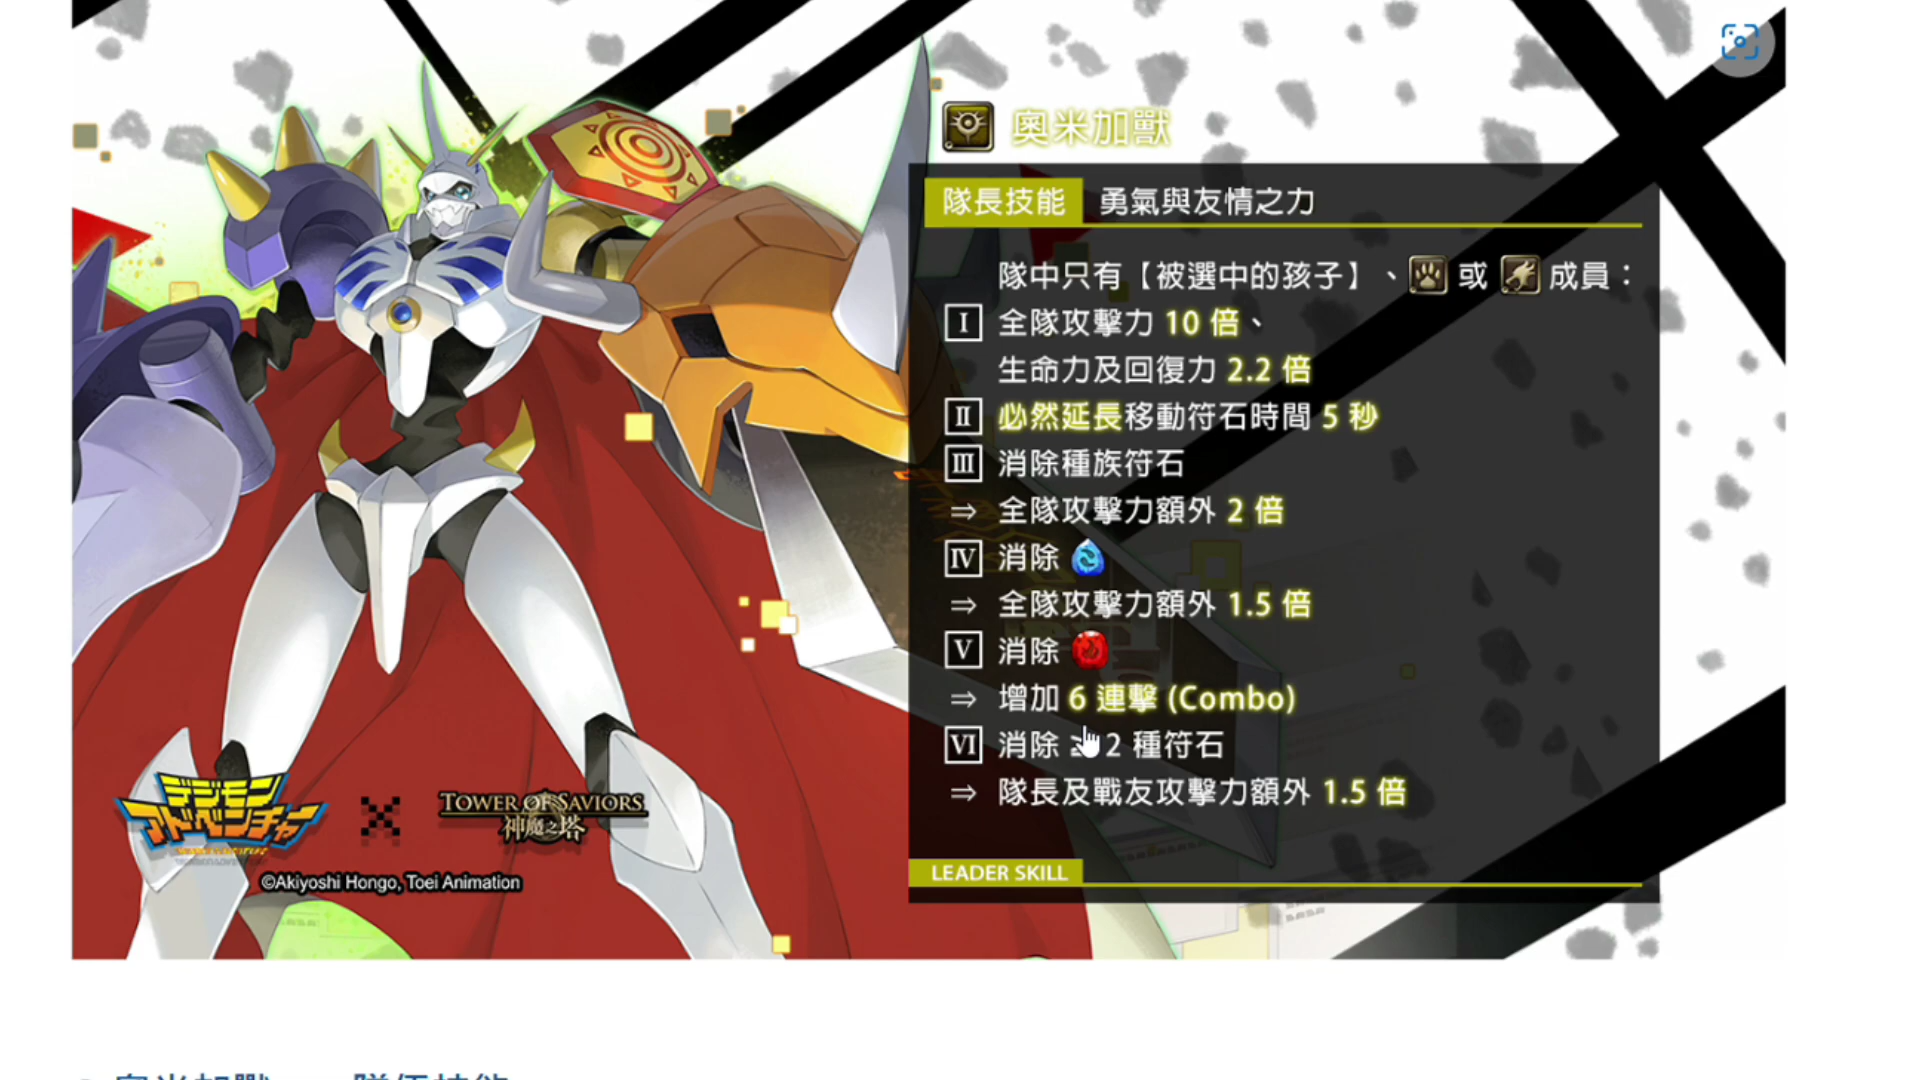 奧米加獸
隊長技能 勇氣與友情之力
隊中只有【被選中的孩子】、 或 成員：
I 全隊攻擊力 10 倍、
生命力及回復力 2.2 倍
II 必然延長移動符石時間 5 秒
III 消除種族符石
⇒ 全隊攻擊力額外 2 倍
IV 消除
⇒ 全隊攻擊力額外 1.5 倍
V 消除
⇒ 增加 6 連擊 (Combo)
VI 消除 2 種符石
⇒ 隊長及戰友攻擊力額外 1.5 倍
LEADER SKILL
デジモン
アドベンチャー
TOWER OF SAVIORS
神魔之塔
©Akiyoshi Hongo, Toei Animation